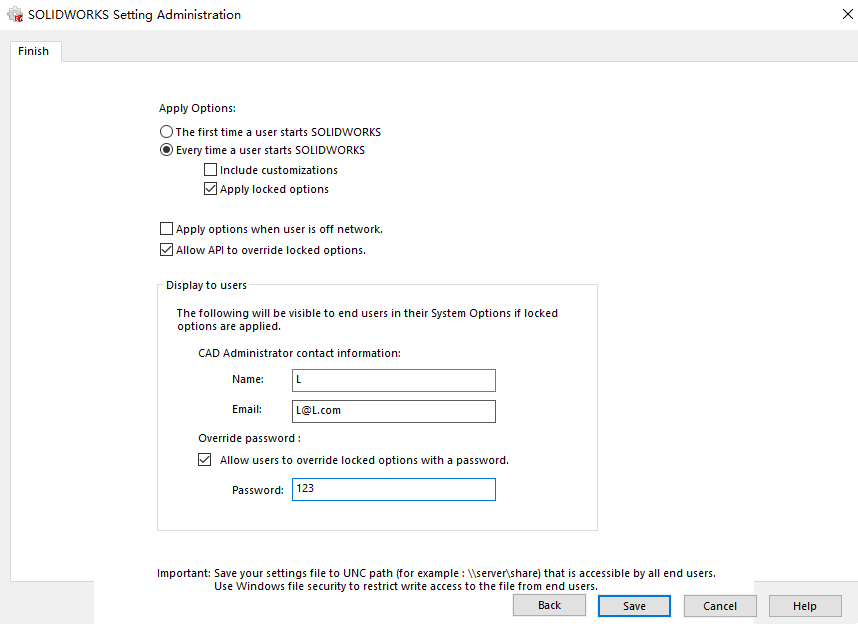 SOLIDWORKS Setting Administration
Finish
Apply Options:
The first time a user starts SOLIDWORKS
Every time a user starts SOLIDWORKS
Include customizations
Apply locked options
Apply options when user is off network.
Allow API to override locked options.
Display to users
The following will be visible to end users in their System Options if locked
options are applied.
CAD Administrator contact information:
Name: L
Email: L@L.com
Override password :
Allow users to override locked options with a password.
Password: 123
Important: Save your settings file to UNC path (for example : \\server\share) that is accessible by all end users.
Use Windows file security to restrict write access to the file from end users.
Back Save Cancel Help